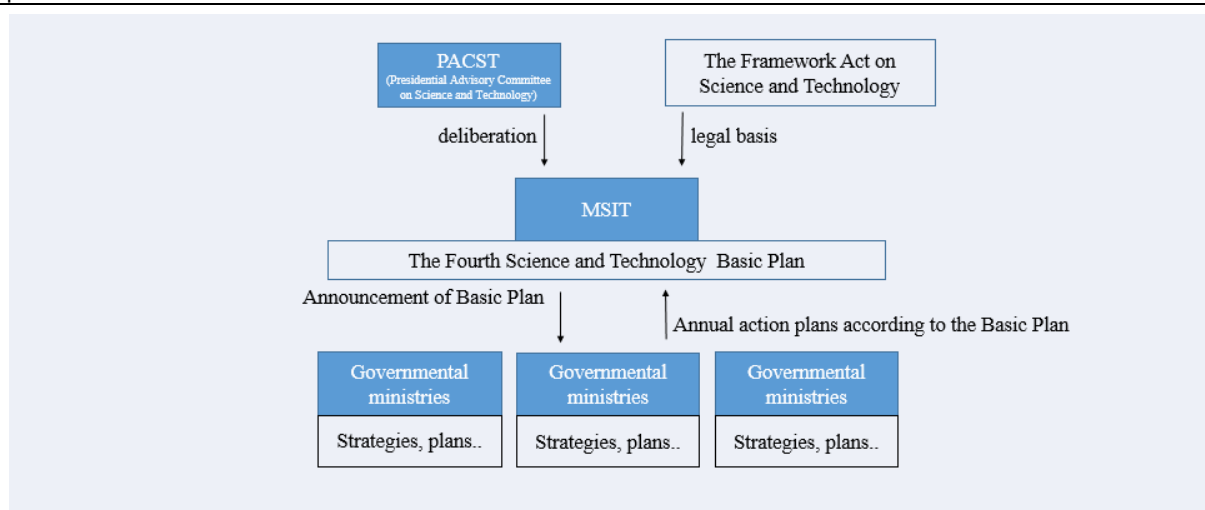 PACST
(Presidential Advisory Committee
on Science and Technology)
The Framework Act on
Science and Technology
deliberation
legal basis
MSIT
The Fourth Science and Technology Basic Plan
Announcement of Basic Plan
Annual action plans according to the Basic Plan
Governmental
ministries
Governmental
ministries
Governmental
ministries
Strategies, plans..
Strategies, plans..
Strategies, plans..